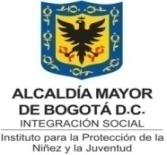 ALCALDÍA MAYOR
DE BOGOTÁ D.C.
INTEGRACIÓN SOCIAL
Instituto para la Protección de la
Niñez y la Juventud